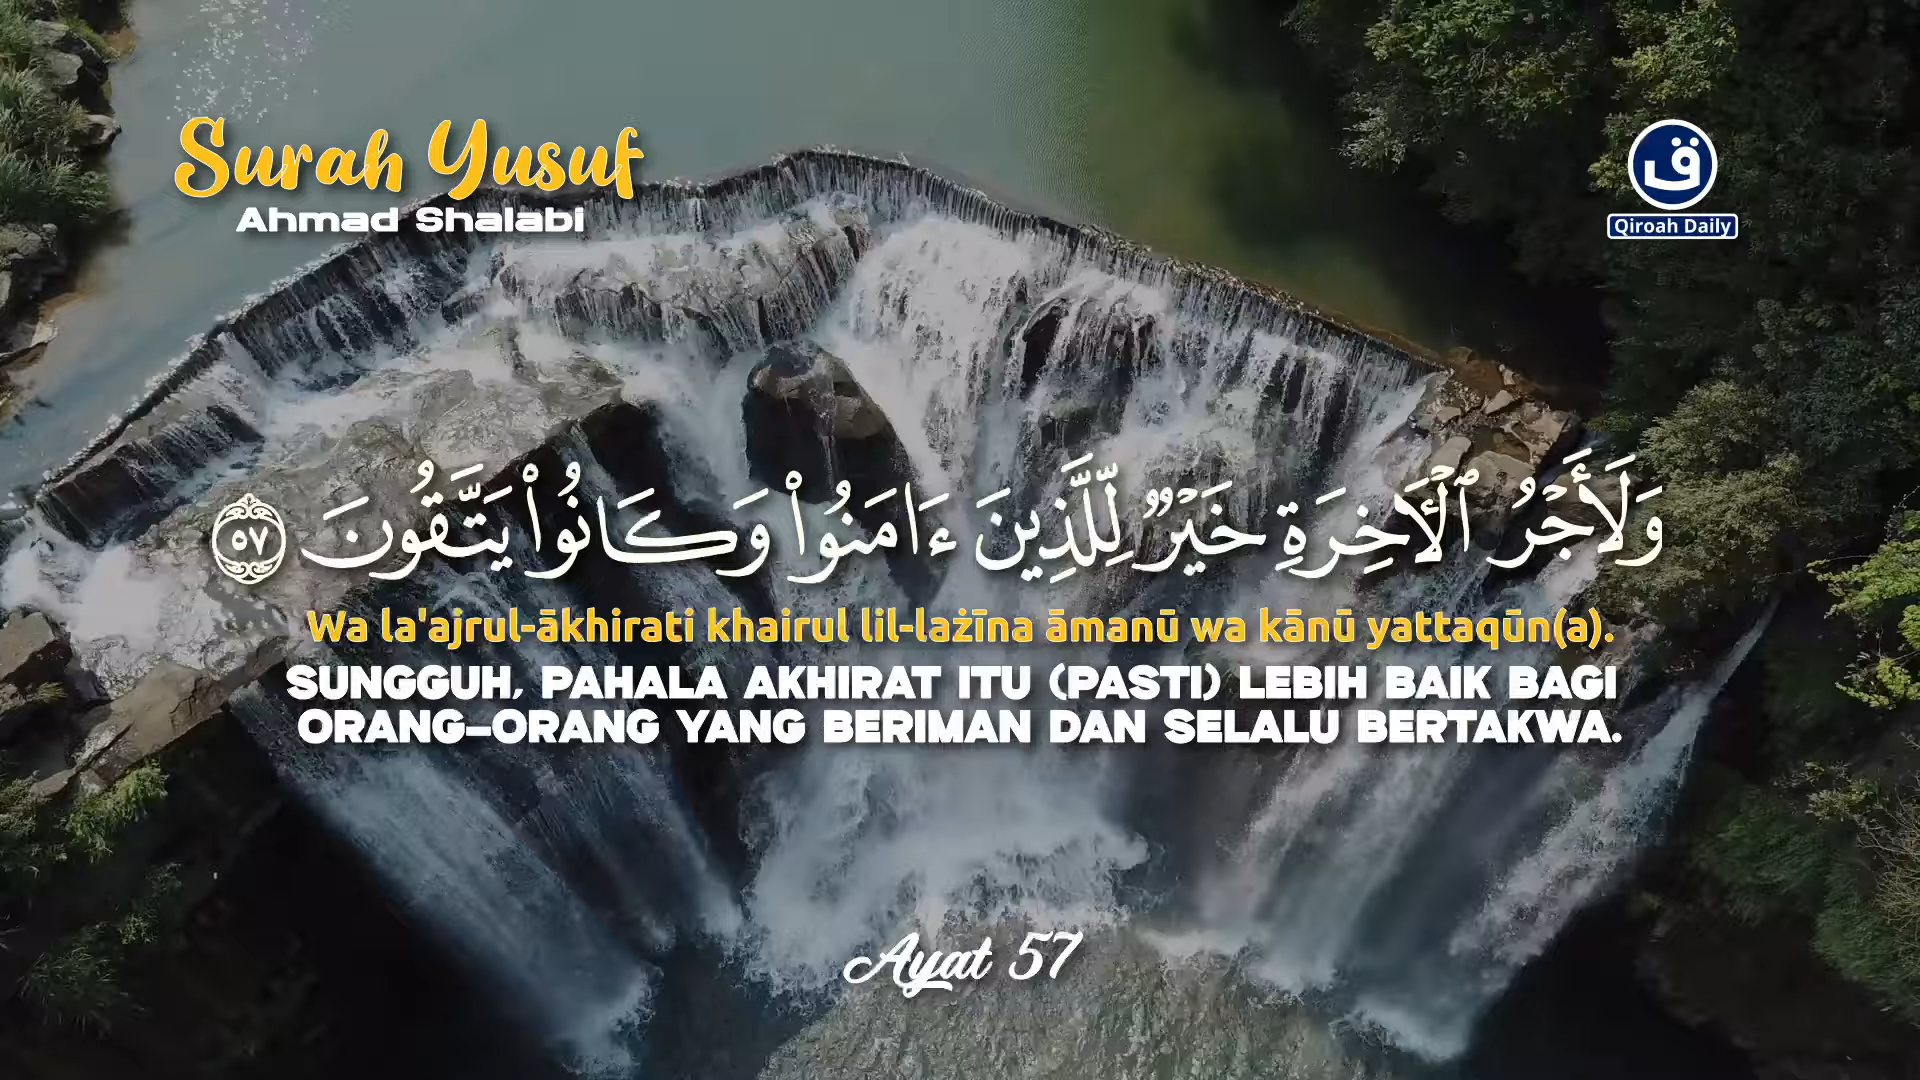 Surah Yusuf
Ahmad Shalabi
ق
Qiroah Daily
وَلَأَجْرُ ٱلْـَٔاخِرَةِ خَيْرٌ لِّلَّذِينَ ءَامَنُوا۟ وَكَانُوا۟ يَتَّقُونَ ٥٧
Wa la'ajrul-ākhirati khairul lil-lażīna āmanū wa kānū yattaqūn(a).
SUNGGUH, PAHALA AKHIRAT ITU (PASTI) LEBIH BAIK BAGI
ORANG-ORANG YANG BERIMAN DAN SELALU BERTAKWA.
Ayat 57